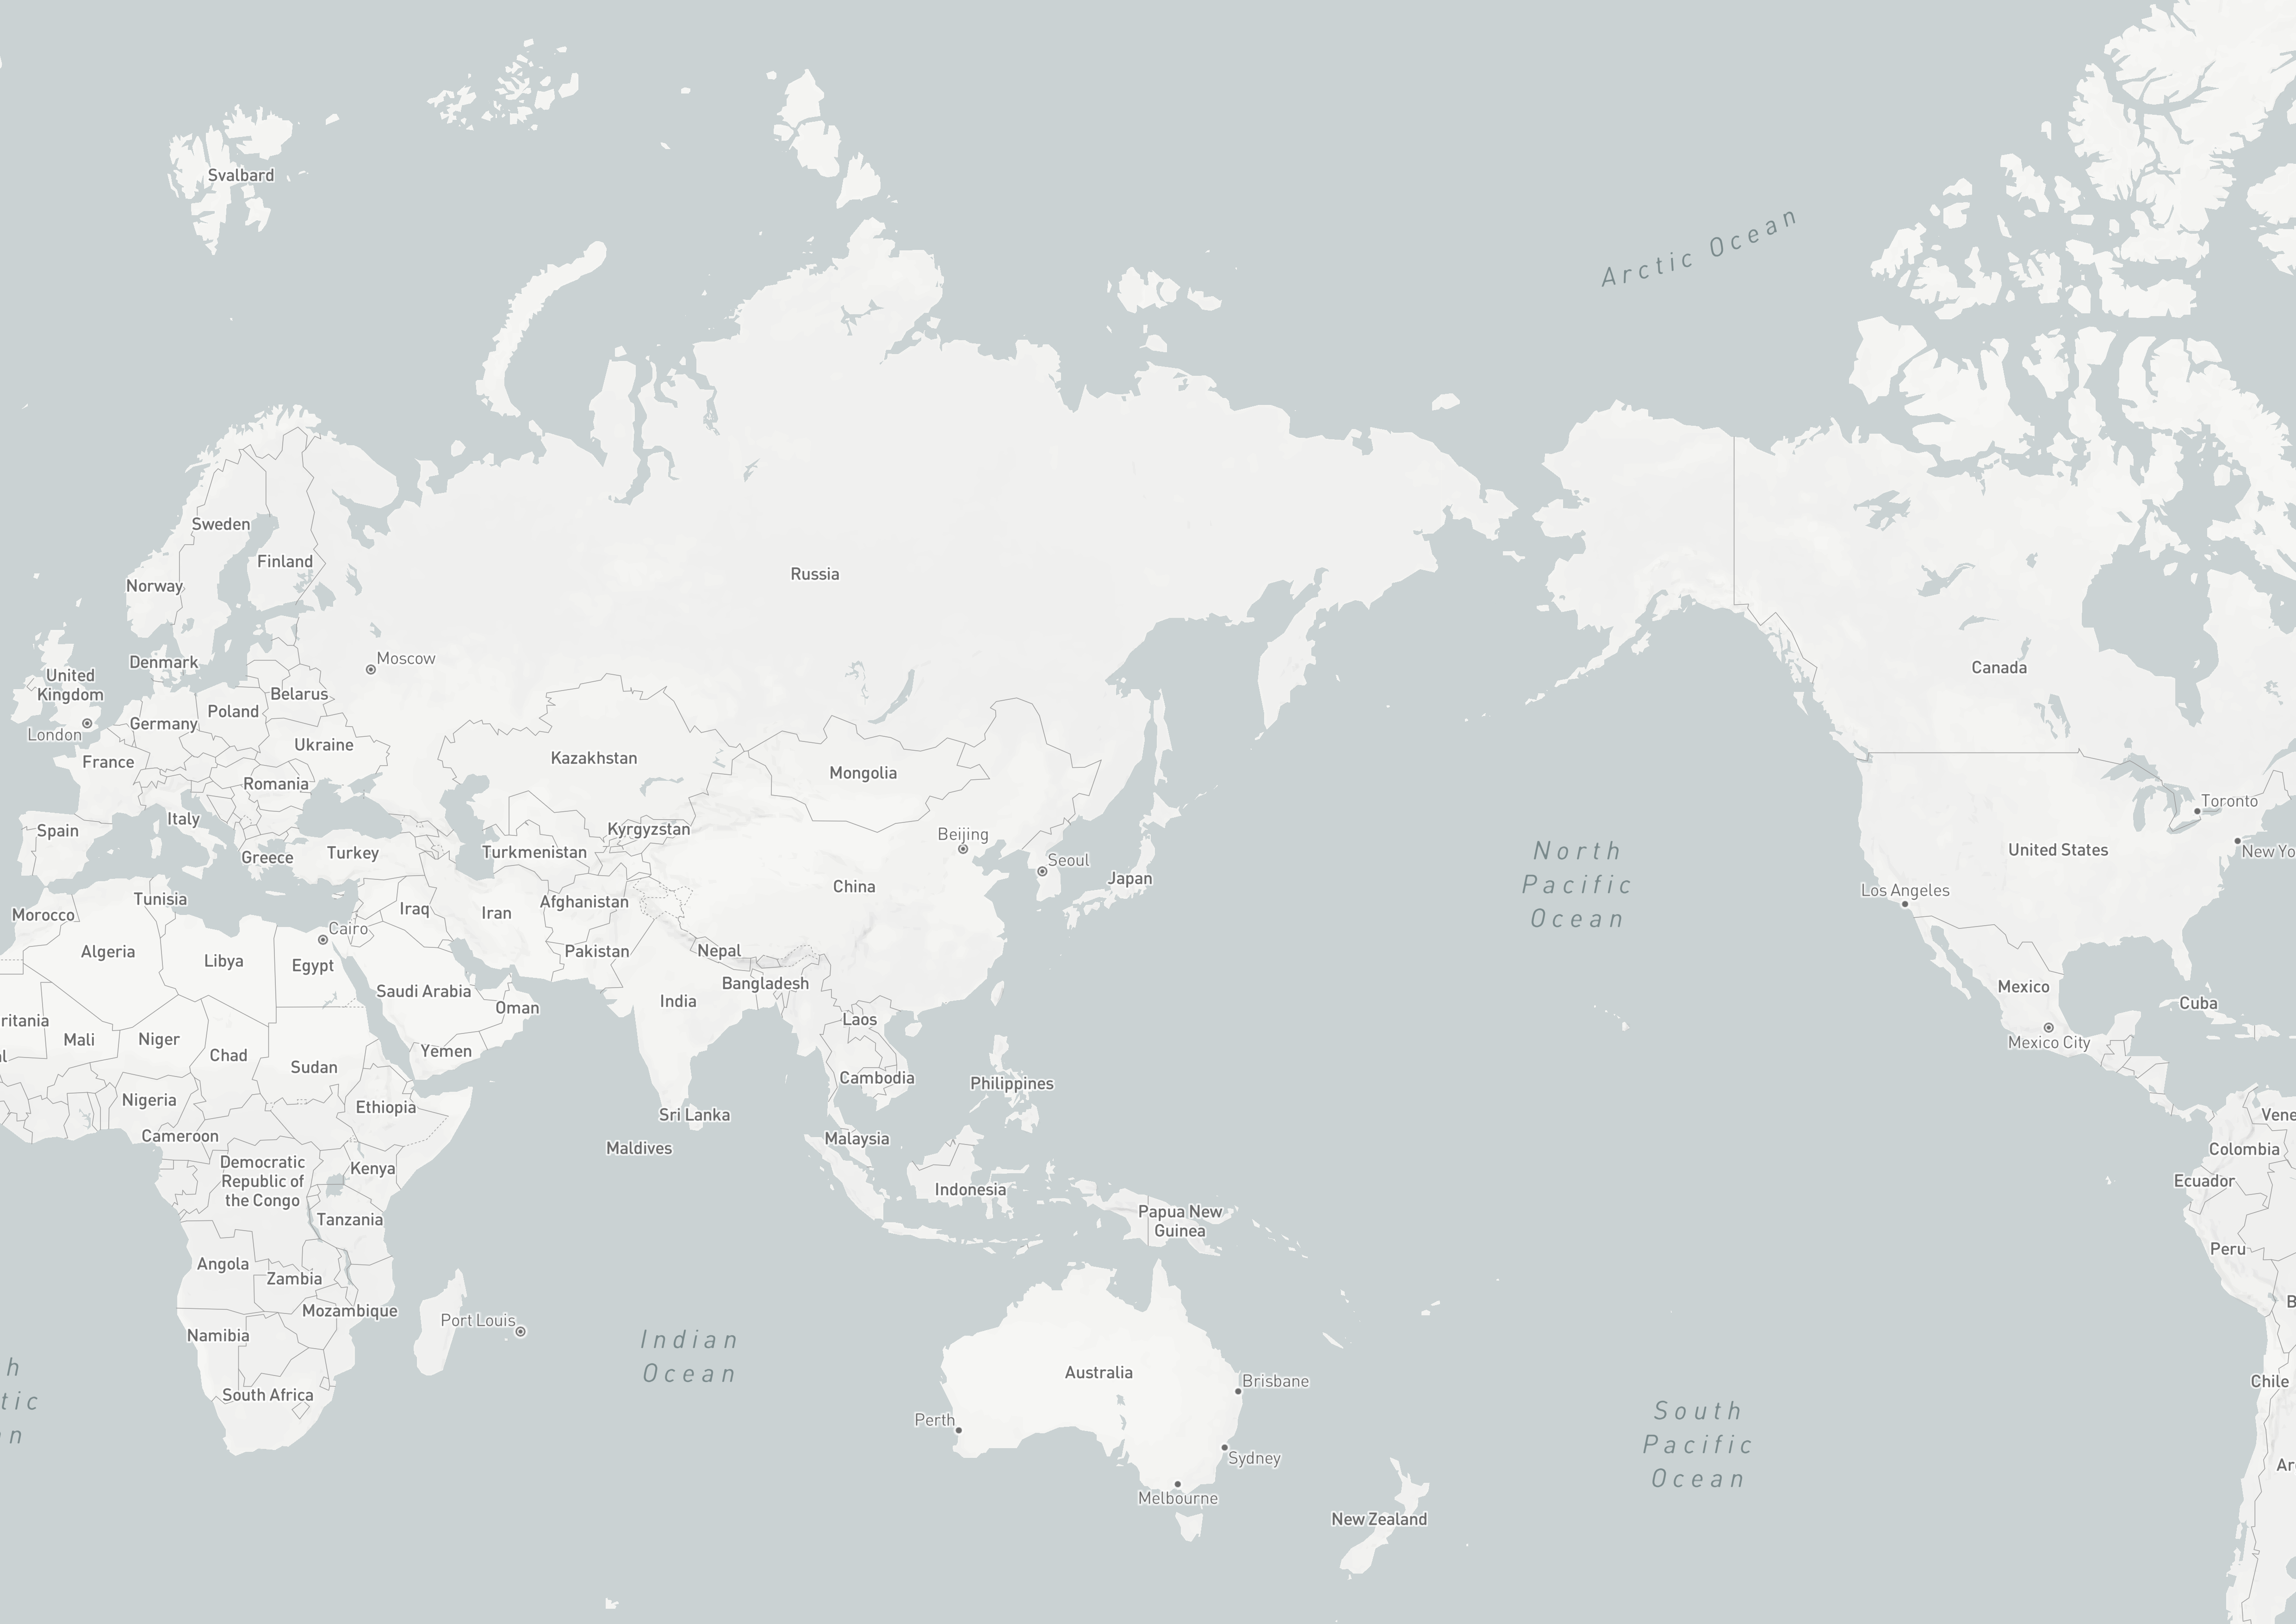 Svalbard
Arctic Ocean
Sweden
Finland
Norway
Russia
Moscow
Denmark
United
Kingdom
Canada
Belarus
Poland
Germany
London
Ukraine
Kazakhstan
France
Mongolia
Romania
Toronto
Italy
Spain
Kyrgyzstan
Beijing
North
Pacific
Ocean
Turkey
Turkmenistan
Greece
Seoul
Japan
China
United States
New Yo
Los Angeles
Tunisia
Afghanistan
Iraq
Iran
Morocco
Cairo
Algeria
Libya
Egypt
Pakistan
Nepal
Bangladesh
Saudi Arabia
Oman
India
Mexico
Cuba
ritania
Mali
Niger
Chad
Sudan
Yemen
Laos
Mexico City
Nigeria
Ethiopia
Cambodia
Philippines
Sri Lanka
Vene
Cameroon
Maldives
Malaysia
Colombia
Democratic
Republic of
the Congo
Kenya
Indonesia
Ecuador
Tanzania
Papua New
Guinea
Angola
Zambia
Peru
Mozambique
Port Louis
Namibia
Indian
Ocean
Australia
Brisbane
Chile
South Africa
h
tic
n
Perth
Sydney
South
Pacific
Ocean
Melbourne
New Zealand
Ar